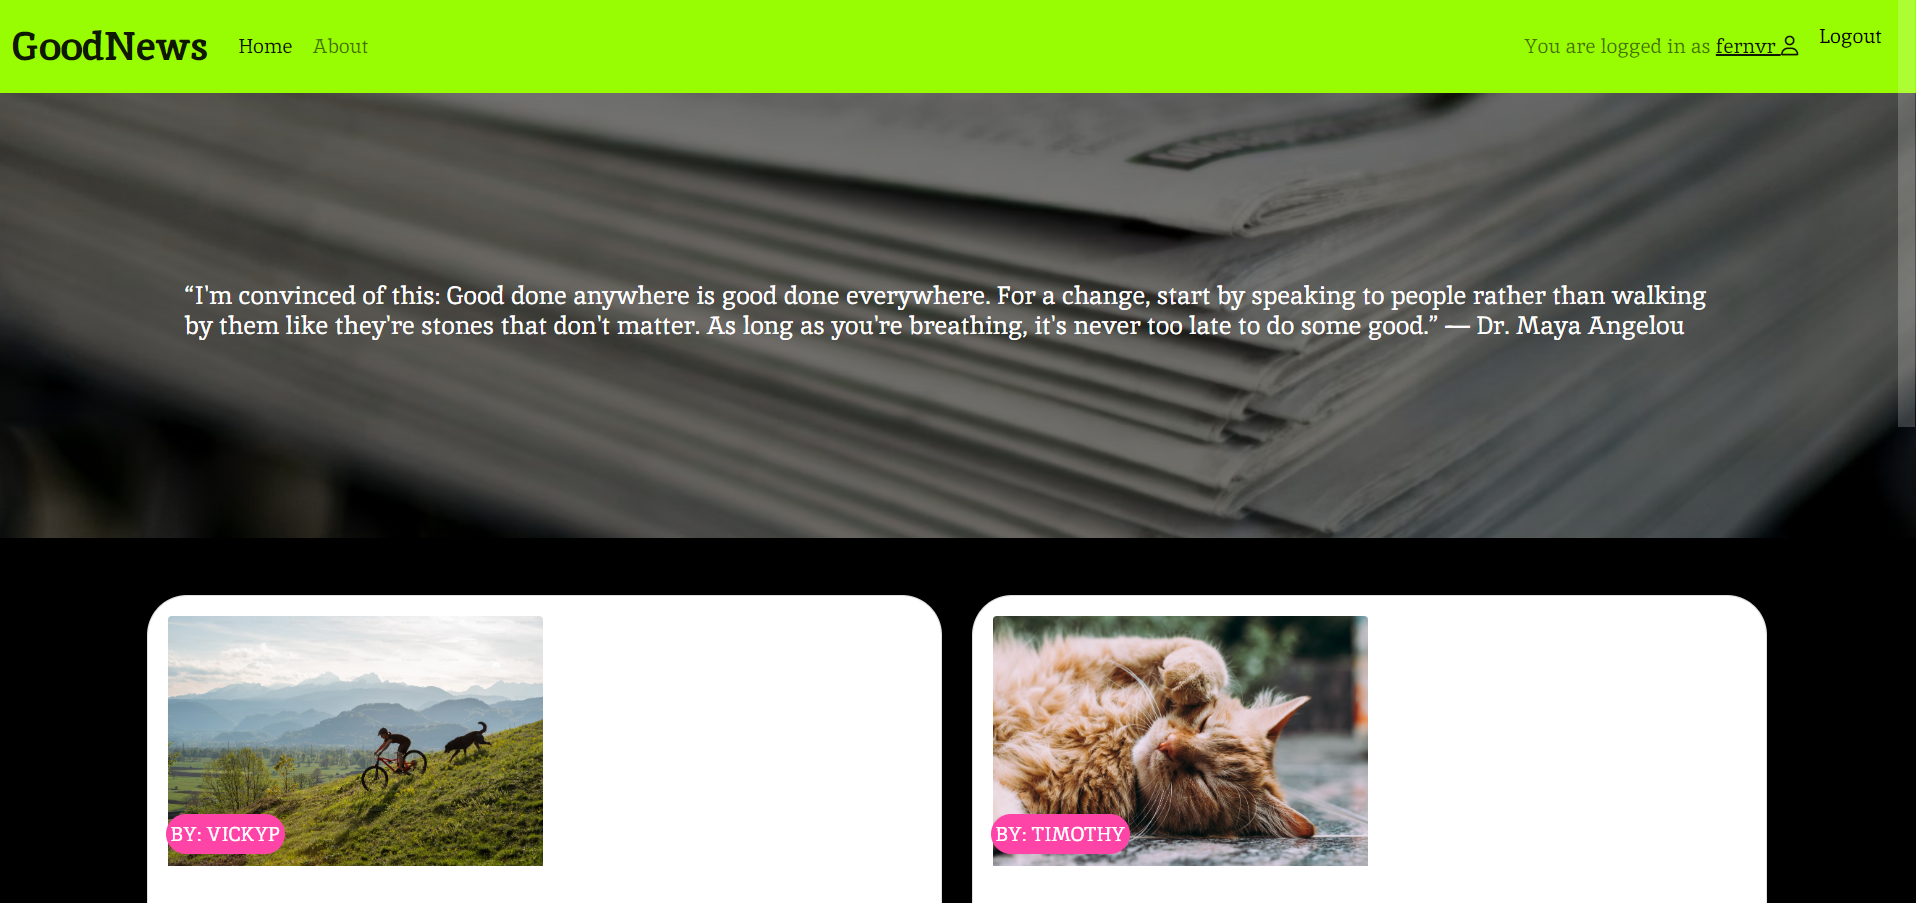 GoodNews Home About You are logged in as fernvr Logout
“I'm convinced of this: Good done anywhere is good done everywhere. For a change, start by speaking to people rather than walking
by them like they're stones that don't matter. As long as you're breathing, it's never too late to do some good.” — Dr. Maya Angelou
BY: VICKYP
BY: TIMOTHY